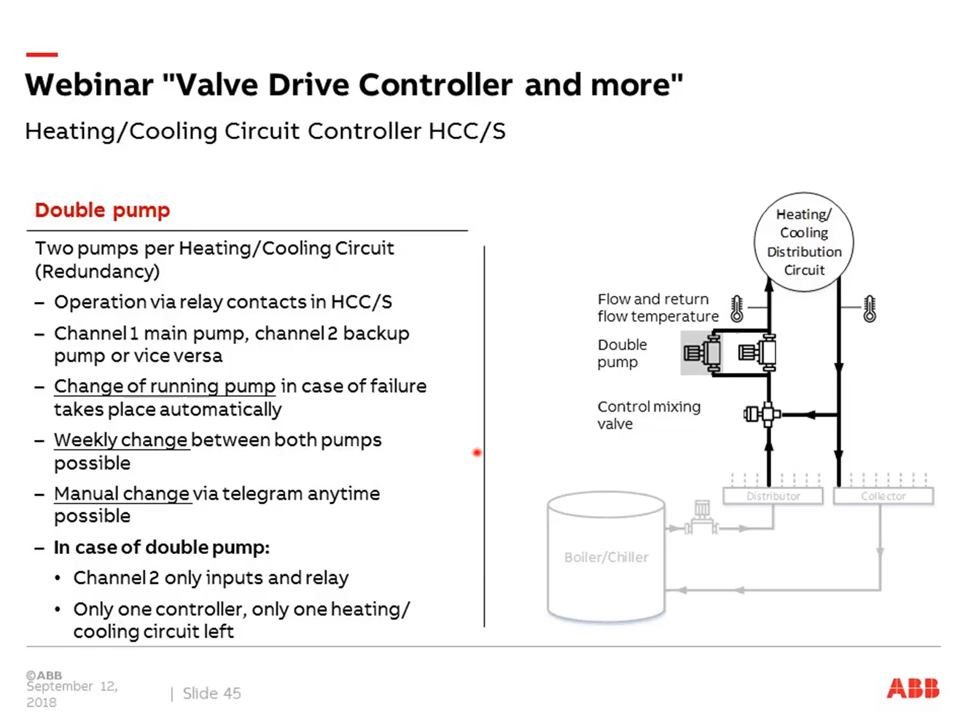 Webinar "Valve Drive Controller and more"
Heating/Cooling Circuit Controller HCC/S
Double pump
Two pumps per Heating/Cooling Circuit
(Redundancy)
– Operation via relay contacts in HCC/S
– Channel 1 main pump, channel 2 backup
pump or vice versa
– Change of running pump in case of failure
takes place automatically
– Weekly change between both pumps
possible
– Manual change via telegram anytime
possible
– In case of double pump:
• Channel 2 only inputs and relay
• Only one controller, only one heating/
cooling circuit left
Heating/
Cooling
Distribution
Circuit
Flow and return
flow temperature
Double
pump
Control mixing
valve
Distributor
Collector
Boiler/Chiller
©ABB
September 12,
2018
| Slide 45
ABB